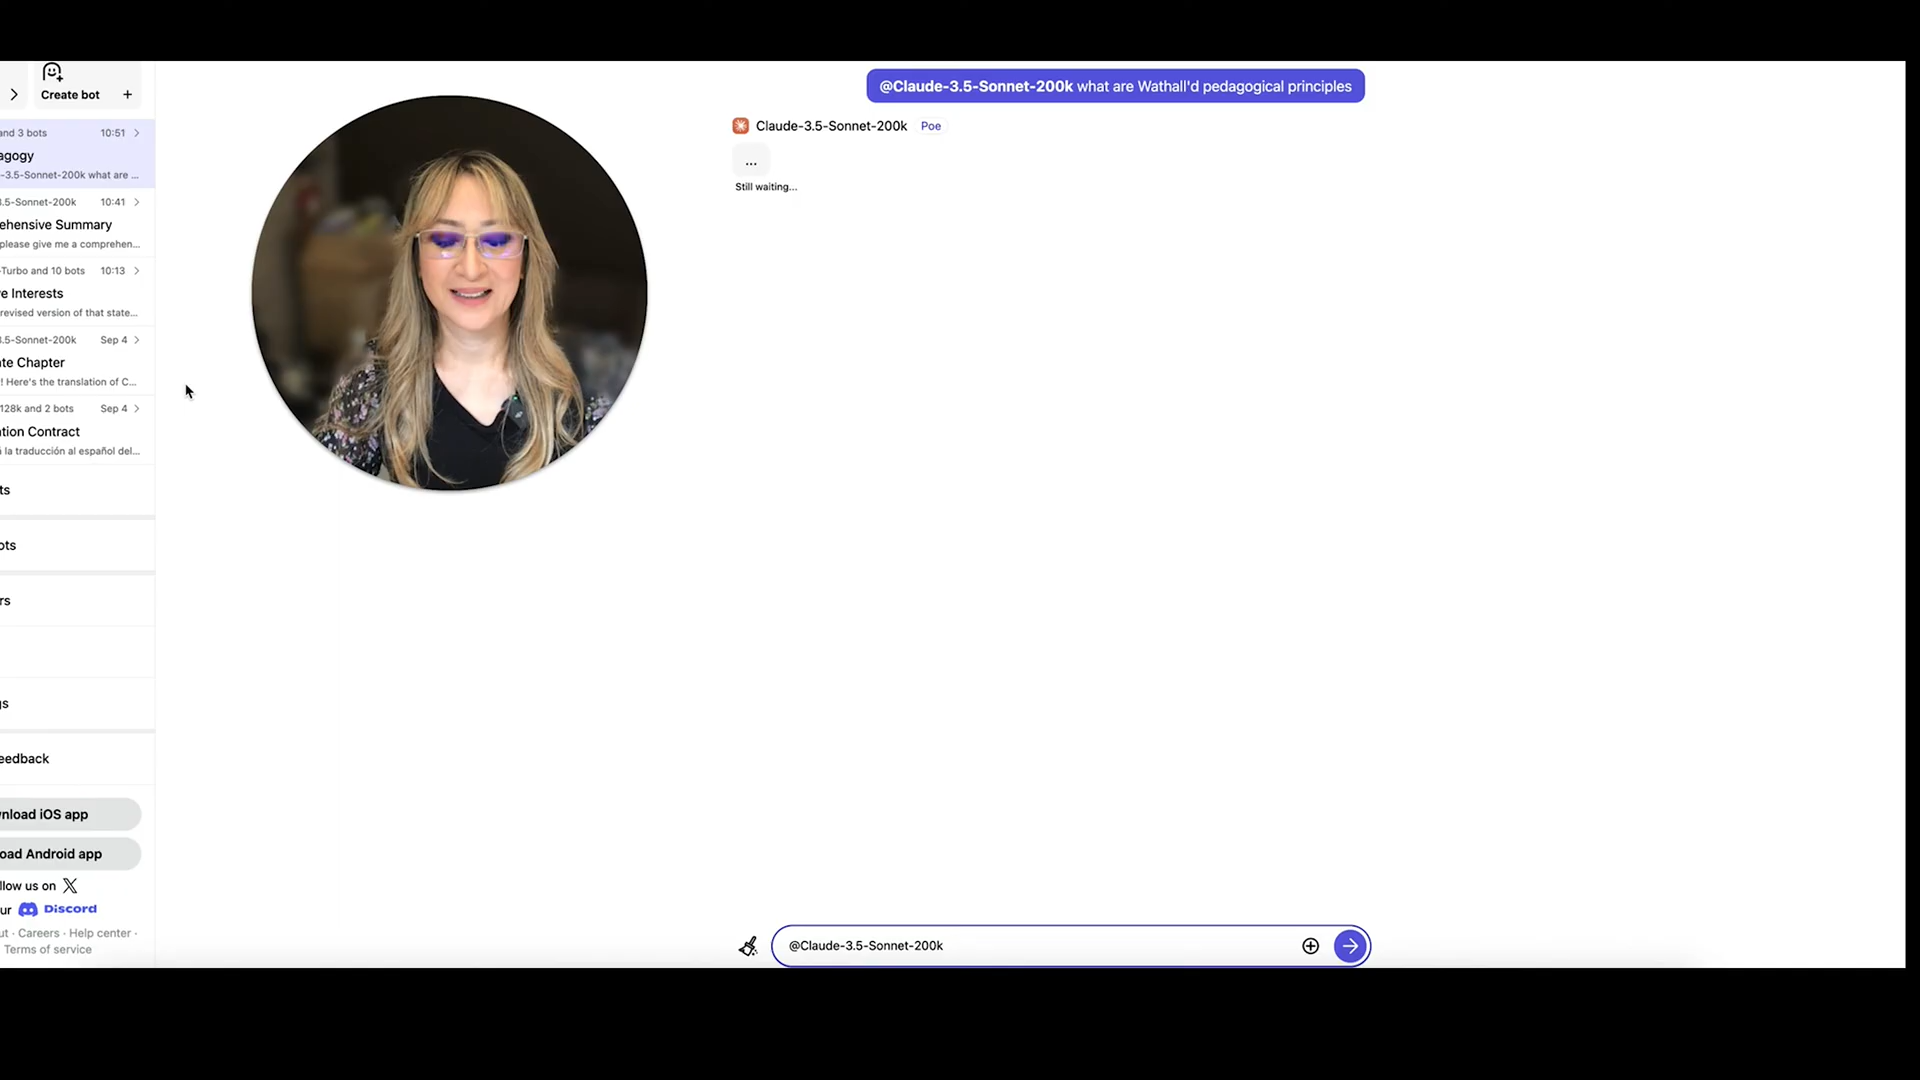 Create bot +
and 3 bots 10:51
agogy
-3.5-Sonnet-200k what are ...
3.5-Sonnet-200k 10:41
ehensive Summary
please give me a comprehen...
-Turbo and 10 bots 10:13
e Interests
revised version of that state...
3.5-Sonnet-200k Sep 4
te Chapter
! Here's the translation of C...
128k and 2 bots Sep 4
tion Contract
la traducción al español del...
ts
ots
rs
gs
eedback
nload iOS app
oad Android app
llow us on X
ur Discord
ut · Careers · Help center ·
Terms of service
@Claude-3.5-Sonnet-200k what are Wathall'd pedagogical principles
Claude-3.5-Sonnet-200k Poe
...
Still waiting...
@Claude-3.5-Sonnet-200k